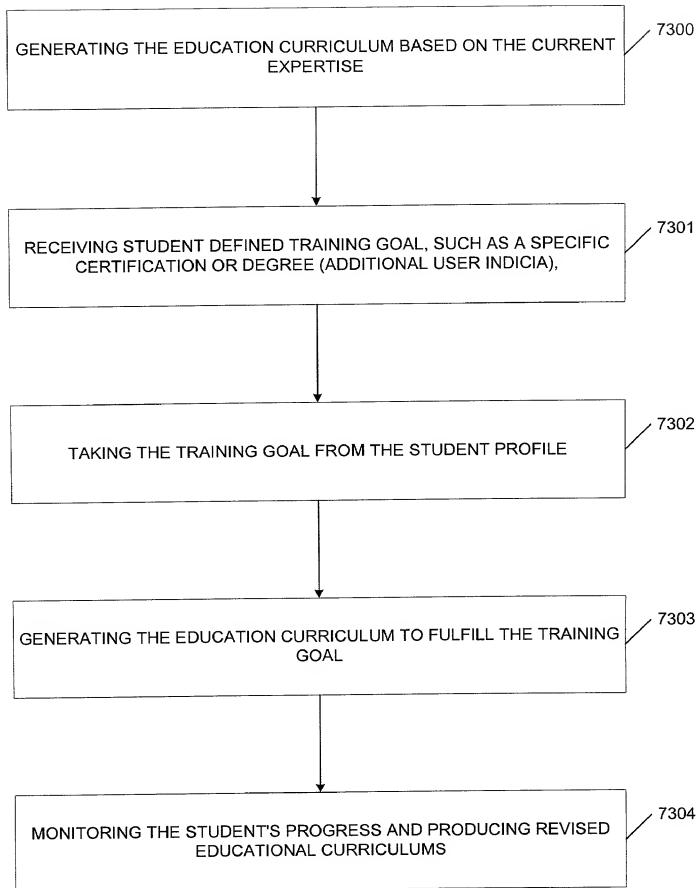 GENERATING THE EDUCATION CURRICULUM BASED ON THE CURRENT
EXPERTISE
7300
RECEIVING STUDENT DEFINED TRAINING GOAL, SUCH AS A SPECIFIC
CERTIFICATION OR DEGREE (ADDITIONAL USER INDICIA),
7301
TAKING THE TRAINING GOAL FROM THE STUDENT PROFILE
7302
GENERATING THE EDUCATION CURRICULUM TO FULFILL THE TRAINING
GOAL
7303
MONITORING THE STUDENT'S PROGRESS AND PRODUCING REVISED
EDUCATIONAL CURRICULUMS
7304